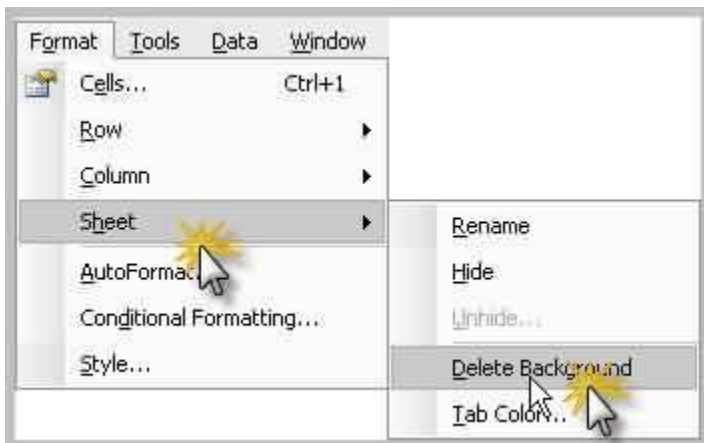 Format Tools Data Window
Cells... Ctrl+1
Row
Column
Sheet
AutoFormat...
Conditional Formatting...
Style...
Rename
Hide
Unhide...
Delete Background
Tab Color...